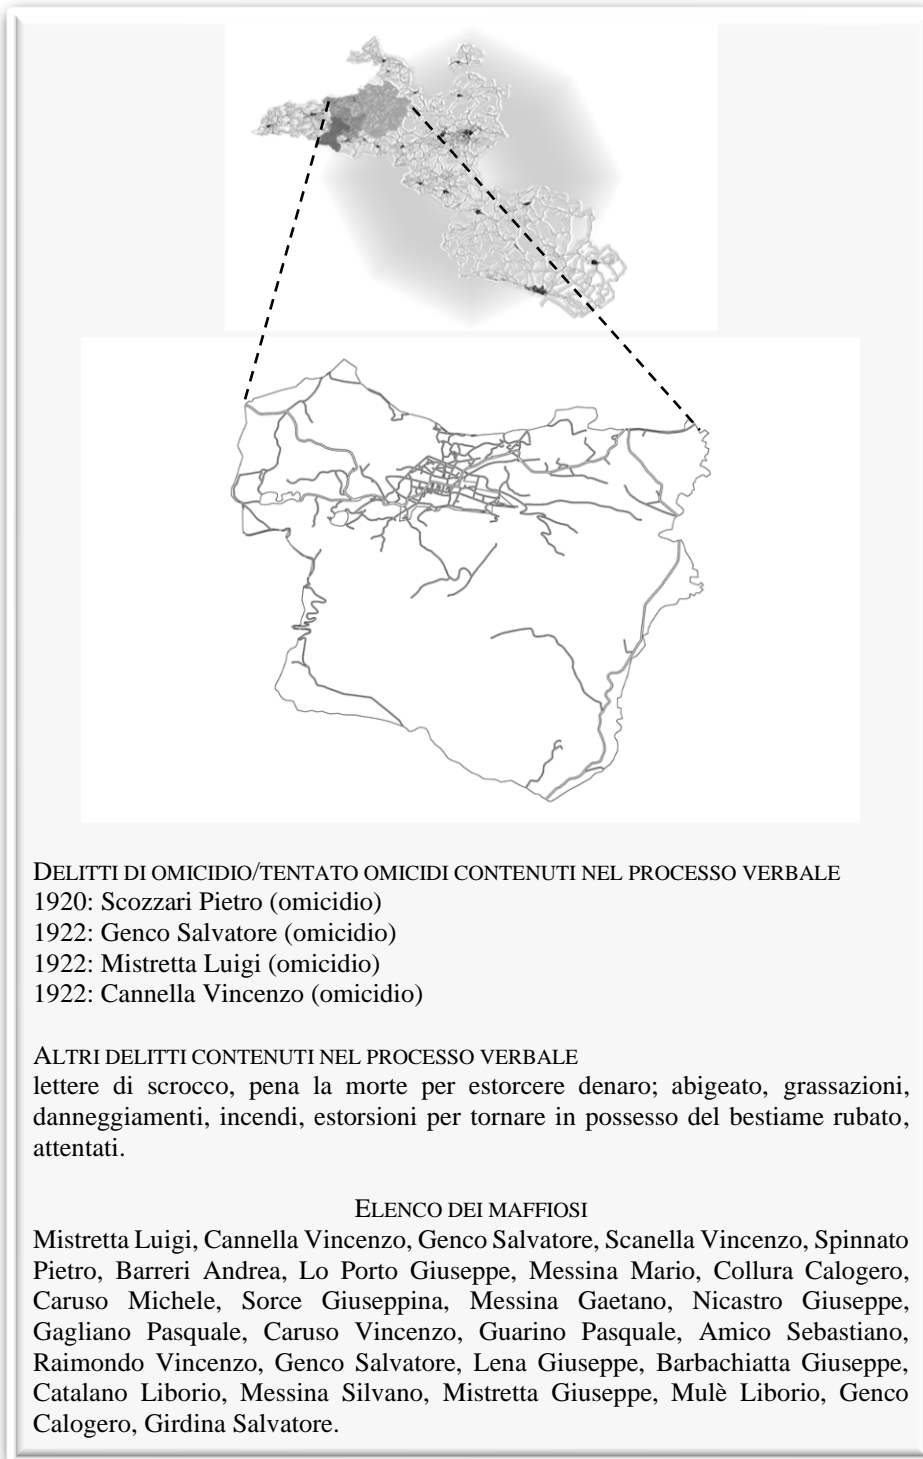 DELITTI DI OMICIDIO/TENTATO OMICIDI CONTENUTI NEL PROCESSO VERBALE
1920: Scozzari Pietro (omicidio)
1922: Genco Salvatore (omicidio)
1922: Mistretta Luigi (omicidio)
1922: Cannella Vincenzo (omicidio)
ALTRI DELITTI CONTENUTI NEL PROCESSO VERBALE
lettere di scrocco, pena la morte per estorcere denaro; abigeato, grassazioni,
danneggiamenti, incendi, estorsioni per tornare in possesso del bestiame rubato,
attentati.
ELENCO DEI MAFFIOSI
Mistretta Luigi, Cannella Vincenzo, Genco Salvatore, Scanella Vincenzo, Spinnato
Pietro, Barreri Andrea, Lo Porto Giuseppe, Messina Mario, Collura Calogero,
Caruso Michele, Sorce Giuseppina, Messina Gaetano, Nicastro Giuseppe,
Gagliano Pasquale, Caruso Vincenzo, Guarino Pasquale, Amico Sebastiano,
Raimondo Vincenzo, Genco Salvatore, Lena Giuseppe, Barbachiatta Giuseppe,
Catalano Liborio, Messina Silvano, Mistretta Giuseppe, Mulè Liborio, Genco
Calogero, Girdina Salvatore.